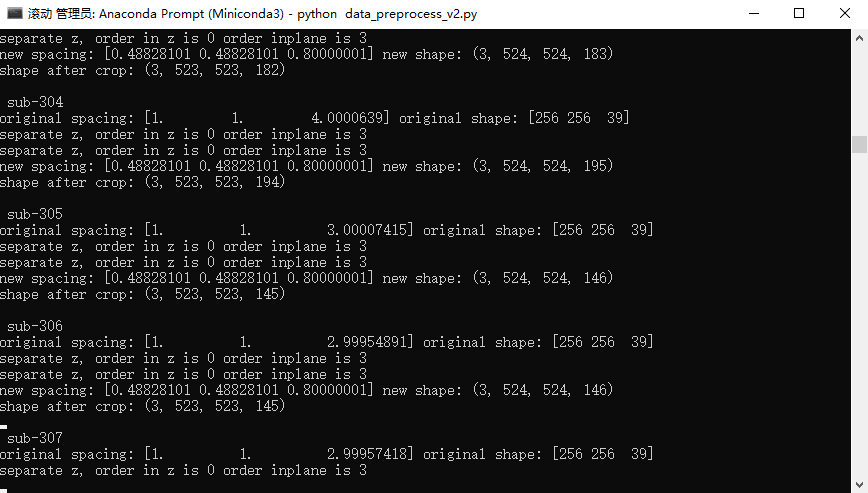 滚动 管理员: Anaconda Prompt (Miniconda3) - python  data_preprocess_v2.py
separate z, order in z is 0 order inplane is 3
new spacing: [0.48828101 0.48828101 0.80000001] new shape: (3, 524, 524, 183)
shape after crop: (3, 523, 523, 182)
sub-304
original spacing: [1.         1.         4.0000639] original shape: [256 256  39]
separate z, order in z is 0 order inplane is 3
separate z, order in z is 0 order inplane is 3
new spacing: [0.48828101 0.48828101 0.80000001] new shape: (3, 524, 524, 195)
shape after crop: (3, 523, 523, 194)
sub-305
original spacing: [1.         1.         3.00007415] original shape: [256 256  39]
separate z, order in z is 0 order inplane is 3
separate z, order in z is 0 order inplane is 3
new spacing: [0.48828101 0.48828101 0.80000001] new shape: (3, 524, 524, 146)
shape after crop: (3, 523, 523, 145)
sub-306
original spacing: [1.         1.         2.99954891] original shape: [256 256  39]
separate z, order in z is 0 order inplane is 3
separate z, order in z is 0 order inplane is 3
new spacing: [0.48828101 0.48828101 0.80000001] new shape: (3, 524, 524, 146)
shape after crop: (3, 523, 523, 145)
sub-307
original spacing: [1.         1.         2.99957418] original shape: [256 256  39]
separate z, order in z is 0 order inplane is 3